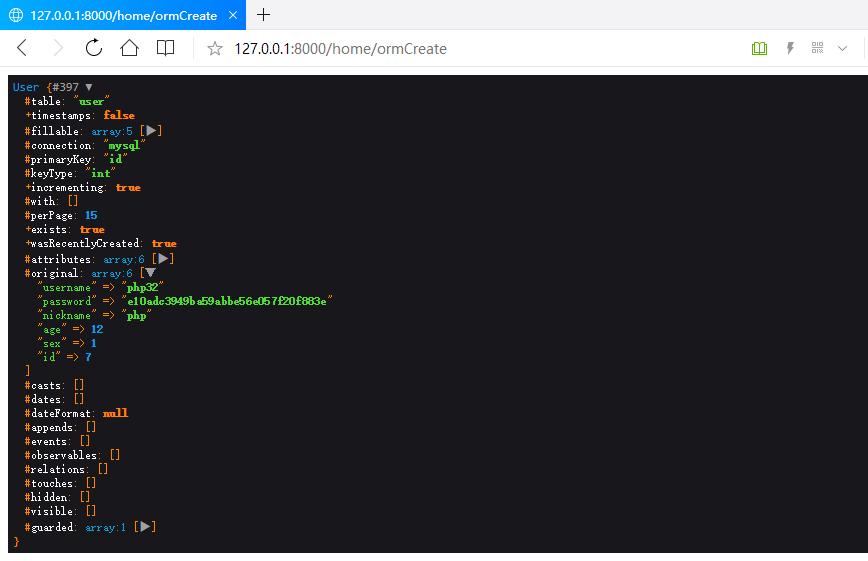 127.0.0.1:8000/home/ormCreate
127.0.0.1:8000/home/ormCreate
User {#397 ▼
#table: "user"
+timestamps: false
#fillable: array:5 [▶]
#connection: "mysql"
#primaryKey: "id"
#keyType: "int"
+incrementing: true
#with: []
#perPage: 15
+exists: true
+wasRecentlyCreated: true
#attributes: array:6 [▶]
#original: array:6 [▼
"username" => "php32"
"password" => "e10adc3949ba59abbe56e057f20f883e"
"nickname" => "php"
"age" => 12
"sex" => 1
"id" => 7
]
#casts: []
#dates: []
#dateFormat: null
#appends: []
#events: []
#observables: []
#relations: []
#touches: []
#hidden: []
#visible: []
#guarded: array:1 [▶]
}